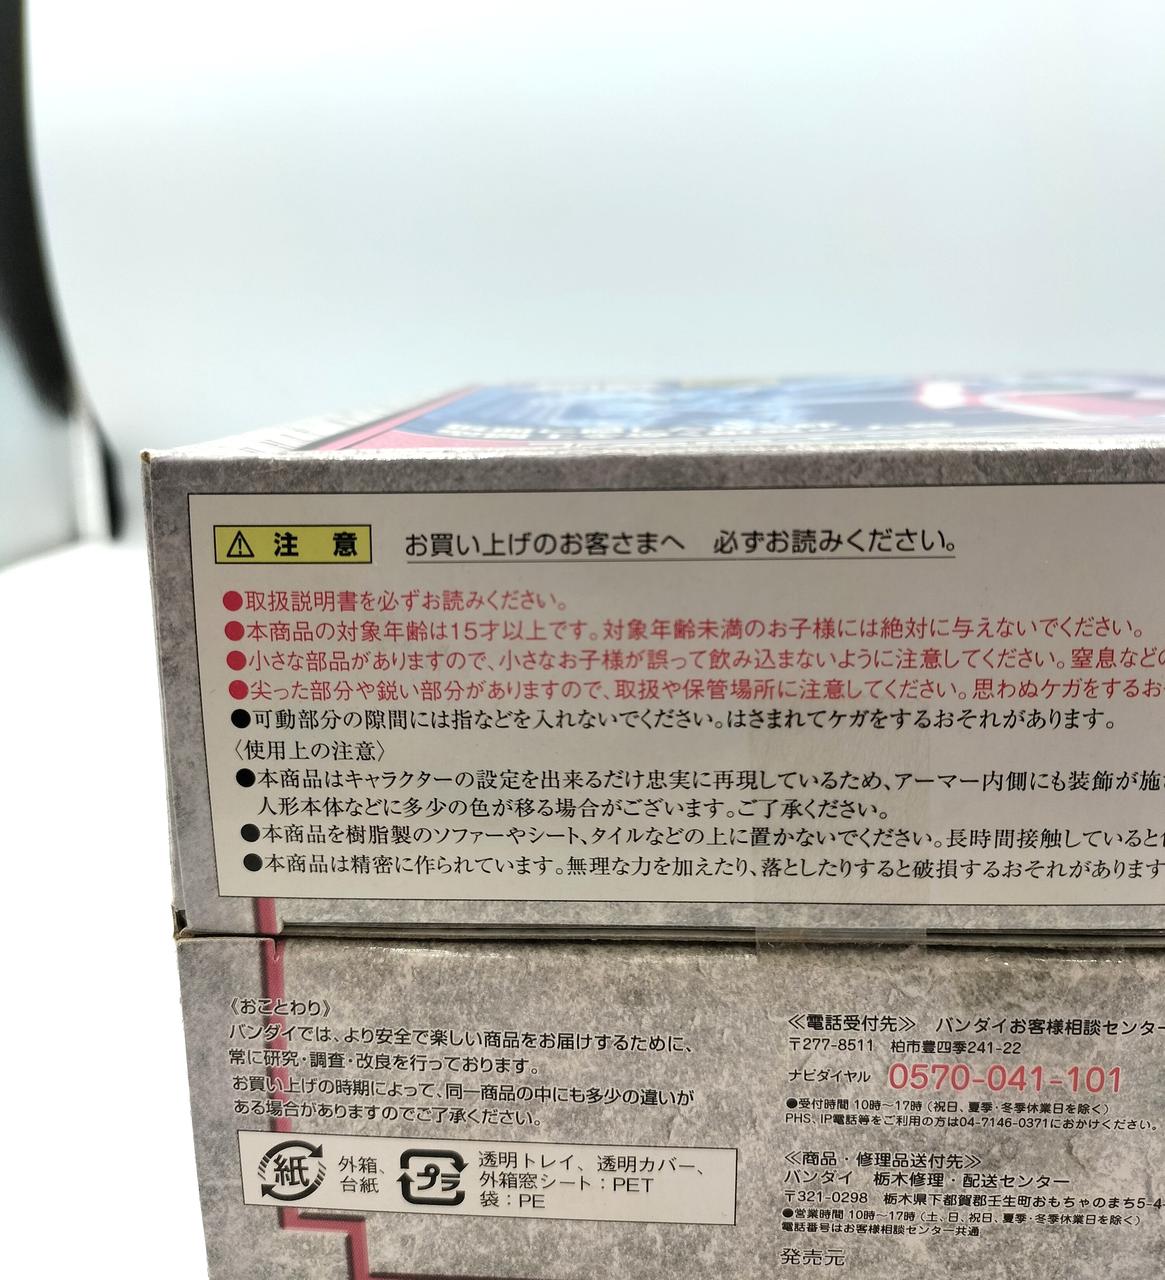 ⚠ 注 意 お買い上げのお客さまへ 必ずお読みください。
●取扱説明書を必ずお読みください。
●本商品の対象年齢は15才以上です。対象年齢未満のお子様には絶対に与えないでください。
●小さな部品がありますので、小さなお子様が誤って飲み込まないように注意してください。窒息などの
●尖った部分や鋭い部分がありますので、取扱や保管場所に注意してください。思わぬケガをするお
●可動部分の隙間には指などを入れないでください。はさまれてケガをするおそれがあります。
〈使用上の注意〉
●本商品はキャラクターの設定を出来るだけ忠実に再現しているため、アーマー内側にも装飾が施
人形本体などに多少の色が移る場合がございます。ご了承ください。
●本商品を樹脂製のソファーやシート、タイルなどの上に置かないでください。長時間接触していると
●本商品は精密に作られています。無理な力を加えたり、落としたりすると破損するおそれがあります
《おことわり》
バンダイでは、より安全で楽しい商品をお届けするために、
常に研究・調査・改良を行っております。
お買い上げの時期によって、同一商品の中にも多少の違いが
ある場合がありますのでご了承ください。
紙 外箱、
台紙
プラ 透明トレイ、透明カバー、
外箱窓シート：PET
袋：PE
≪電話受付先≫ バンダイお客様相談センター
〒277-8511 柏市豊四季241-22
ナビダイヤル 0570-041-101
●受付時間 10時〜17時（祝日、夏季・冬季休業日を除く）
PHS、IP電話等をご利用の方は04-7146-0371におかけください。
≪商品・修理品送付先≫
バンダイ 栃木修理・配送センター
〒321-0298 栃木県下都賀郡壬生町おもちゃのまち5-4-
●営業時間 10時〜17時（土、日、祝日、夏季・冬季休業日を除く）
電話番号はお客様相談センター共通
発売元